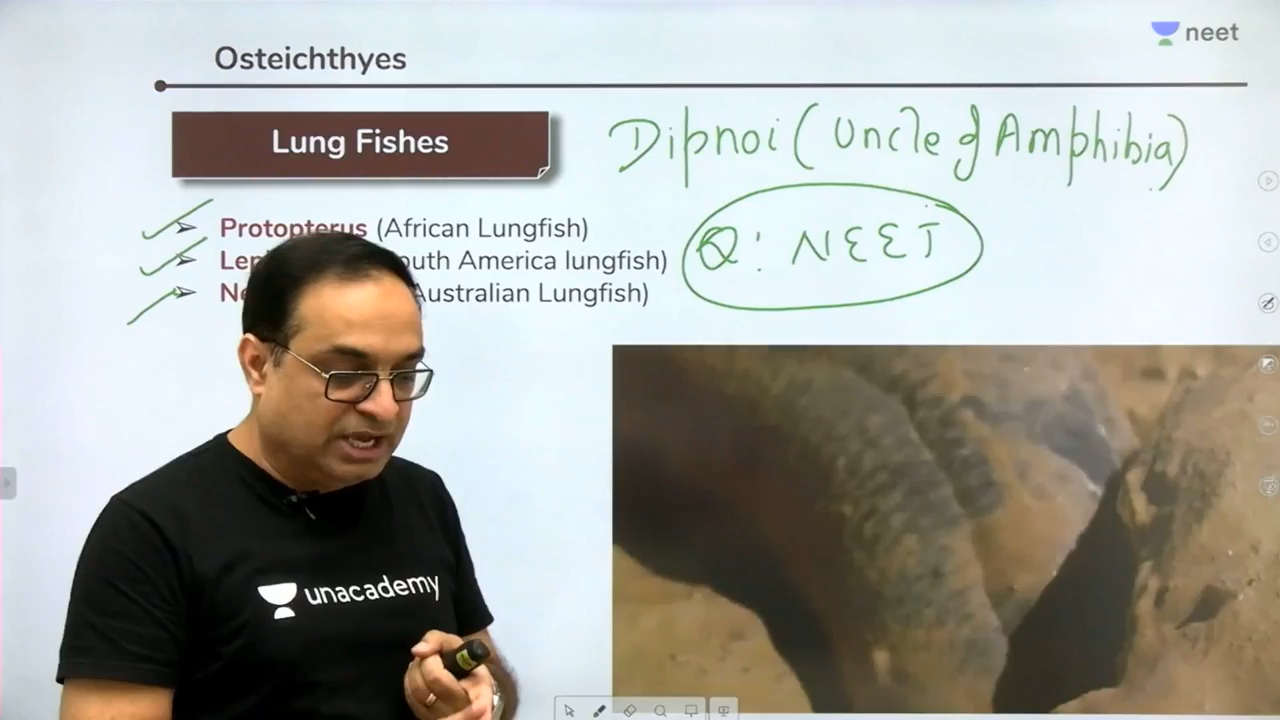 neet
Osteichthyes
Lung Fishes
Dipnoi (Uncle of Amphibia)
Protopterus (African Lungfish)
outh America lungfish)
Australian Lungfish)
Q: NEET
unacademy